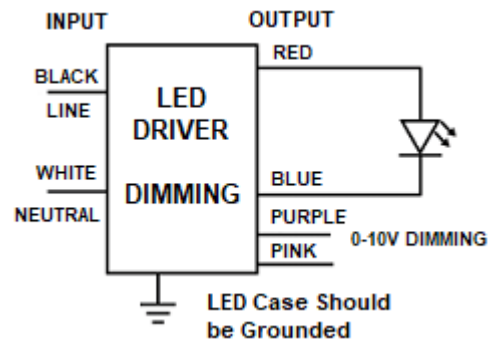 INPUT
OUTPUT
RED
BLACK
LINE
LED
DRIVER
WHITE
DIMMING
BLUE
NEUTRAL
PURPLE
0-10V DIMMING
PINK
LED Case Should
be Grounded